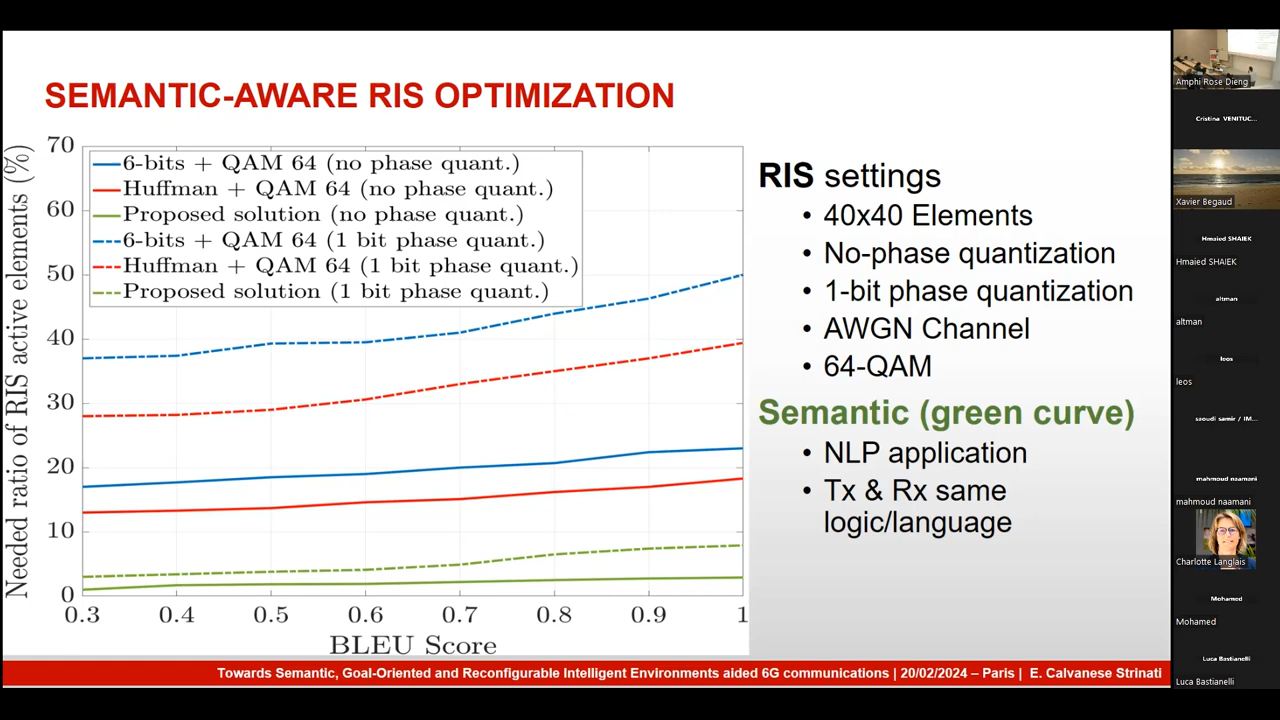 SEMANTIC-AWARE RIS OPTIMIZATION
Needed ratio of RIS active elements (%)
70
60
50
40
30
20
10
0
6-bits + QAM 64 (no phase quant.)
Huffman + QAM 64 (no phase quant.)
Proposed solution (no phase quant.)
6-bits + QAM 64 (1 bit phase quant.)
Huffman + QAM 64 (1 bit phase quant.)
Proposed solution (1 bit phase quant.)
0.3 0.4 0.5 0.6 0.7 0.8 0.9 1
BLEU Score
RIS settings
• 40x40 Elements
• No-phase quantization
• 1-bit phase quantization
• AWGN Channel
• 64-QAM
Semantic (green curve)
• NLP application
• Tx & Rx same
logic/language
Towards Semantic, Goal-Oriented and Reconfigurable Intelligent Environments aided 6G communications | 20/02/2024 – Paris | E. Calvanese Strinati
Amphi Rose Dieng
Cristina VENITUC...
Xavier Begaud
Hmaied SHAIEK
Hmaied SHAIEK
altman
altman
leos
leos
saoudi samir / IM...
mahmoud naamani
mahmoud naamani
Charlotte Langlais
Mohamed
Mohamed
Luca Bastianelli
Luca Bastianelli